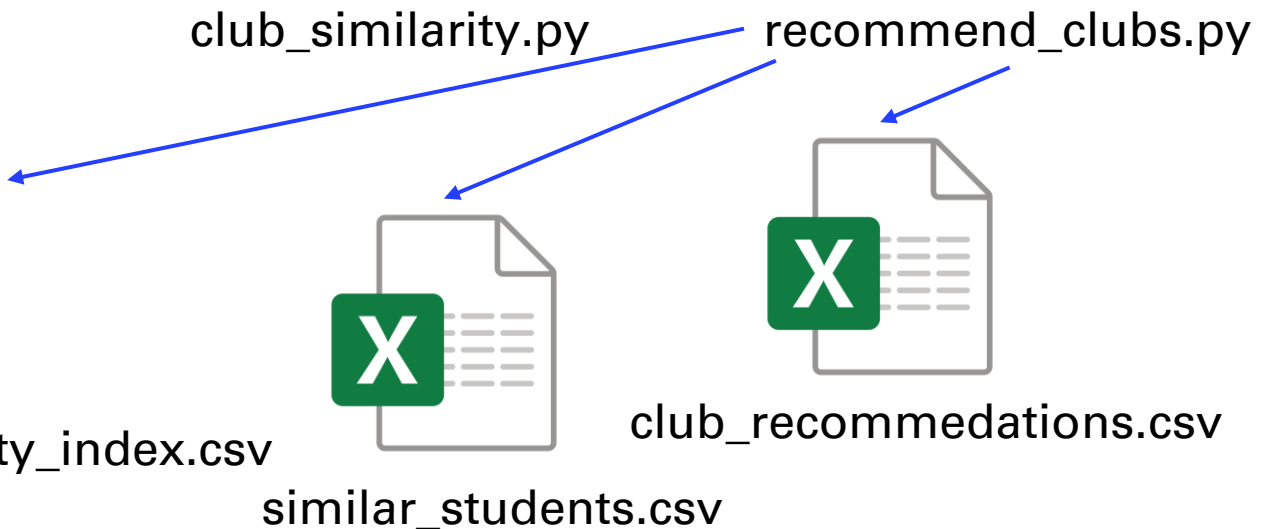 club_similarity.py
recommend_clubs.py
X
X
club_recommedations.csv
ty_index.csv
similar_students.csv